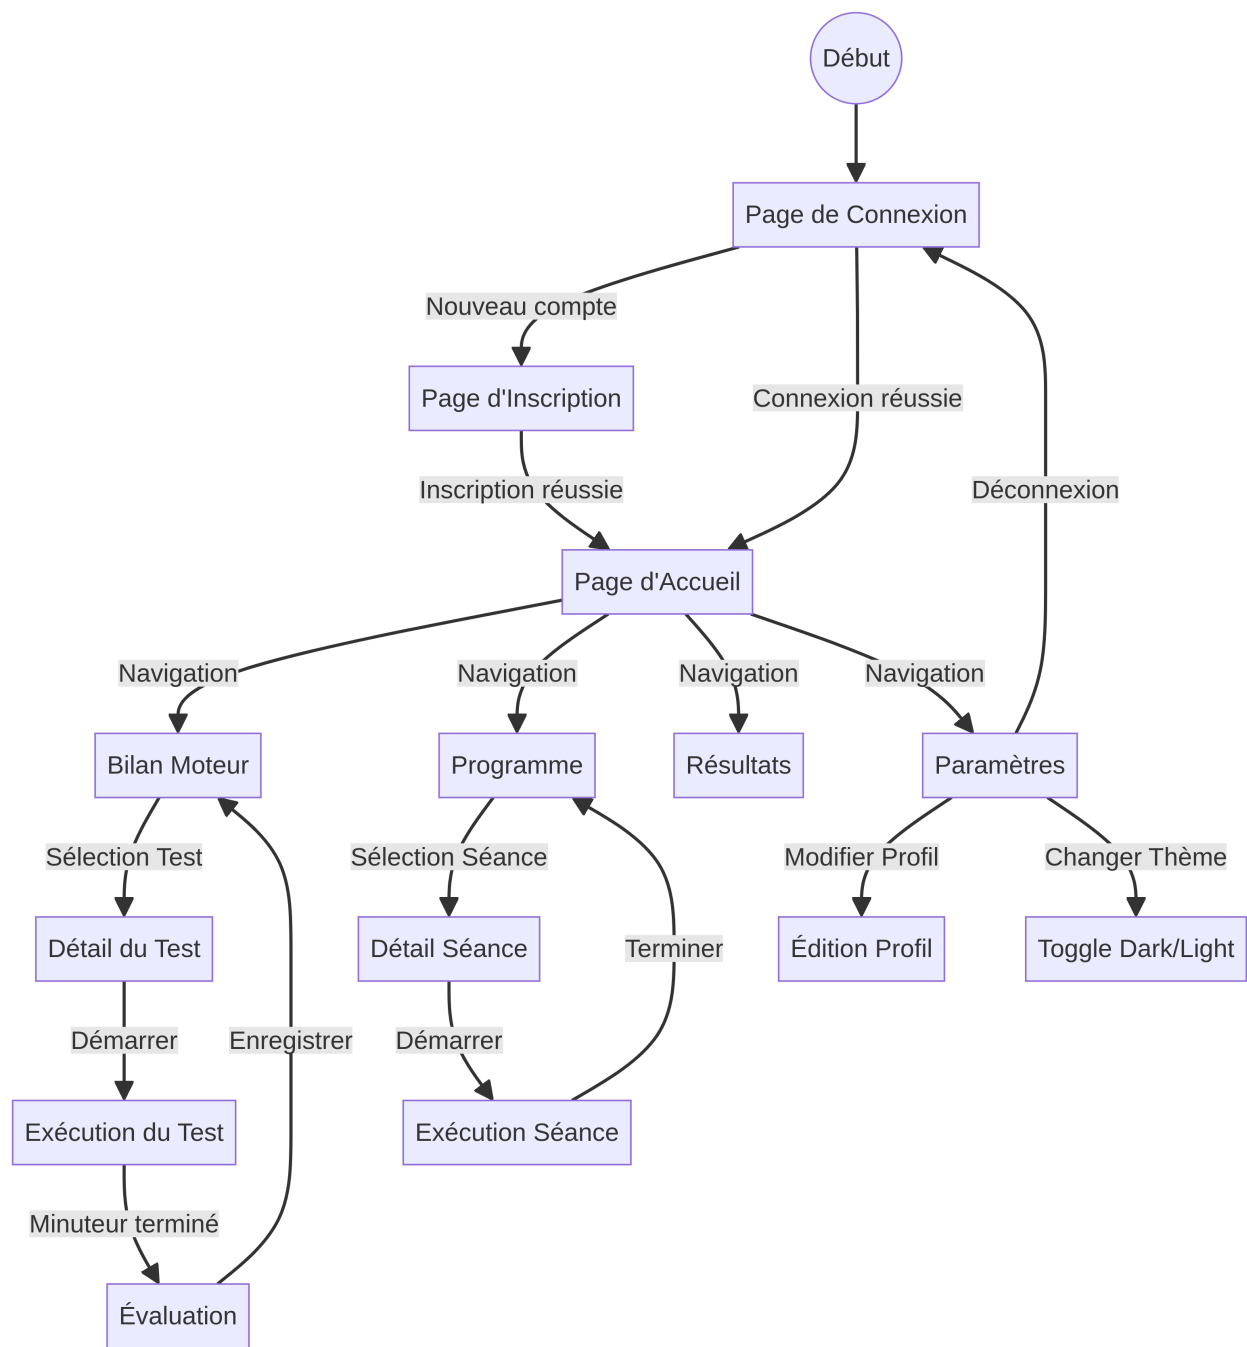 Début
Page de Connexion
Nouveau compte
Page d'Inscription
Connexion réussie
Inscription réussie
Déconnexion
Page d'Accueil
Navigation
Navigation
Navigation
Navigation
Bilan Moteur
Programme
Résultats
Paramètres
Sélection Test
Sélection Séance
Modifier Profil
Changer Thème
Détail du Test
Détail Séance
Terminer
Édition Profil
Toggle Dark/Light
Démarrer
Enregistrer
Démarrer
Exécution du Test
Exécution Séance
Minuteur terminé
Évaluation